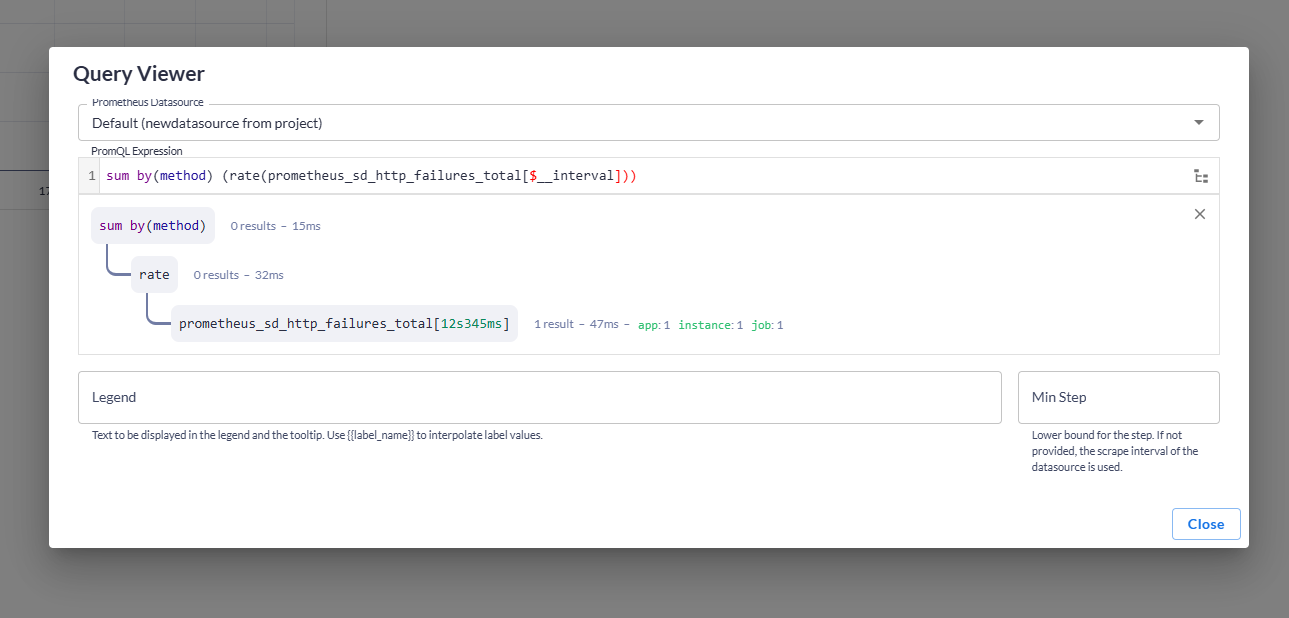 Query Viewer
Prometheus Datasource
Default (newdatasource from project)
PromQL Expression
1 sum by(method) (rate(prometheus_sd_http_failures_total[$__interval]))
sum by(method) 0 results – 15ms
rate 0 results – 32ms
prometheus_sd_http_failures_total[12s345ms] 1 result – 47ms – app: 1 instance: 1 job: 1
Legend
Min Step
Text to be displayed in the legend and the tooltip. Use {{label_name}} to interpolate label values.
Lower bound for the step. If not
provided, the scrape interval of the
datasource is used.
Close